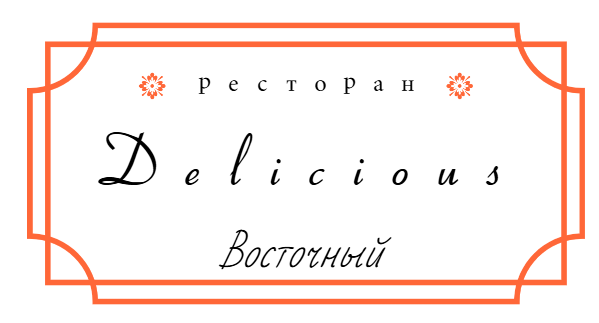 ресторан
Delicious
Восточный